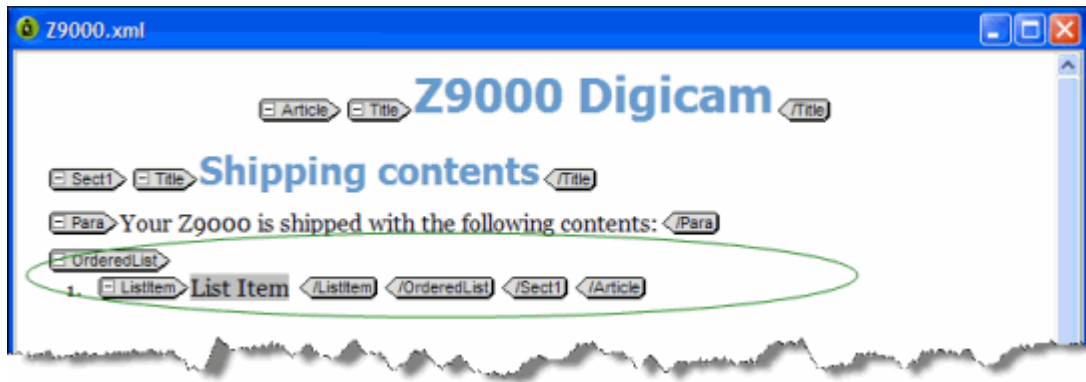 Z9000.xml
Article Title Z9000 Digicam /Title
Sect1 Title Shipping contents /Title
Para Your Z9000 is shipped with the following contents: /Para
OrderedList
1. ListItem List Item /ListItem /OrderedList /Sect1 /Article